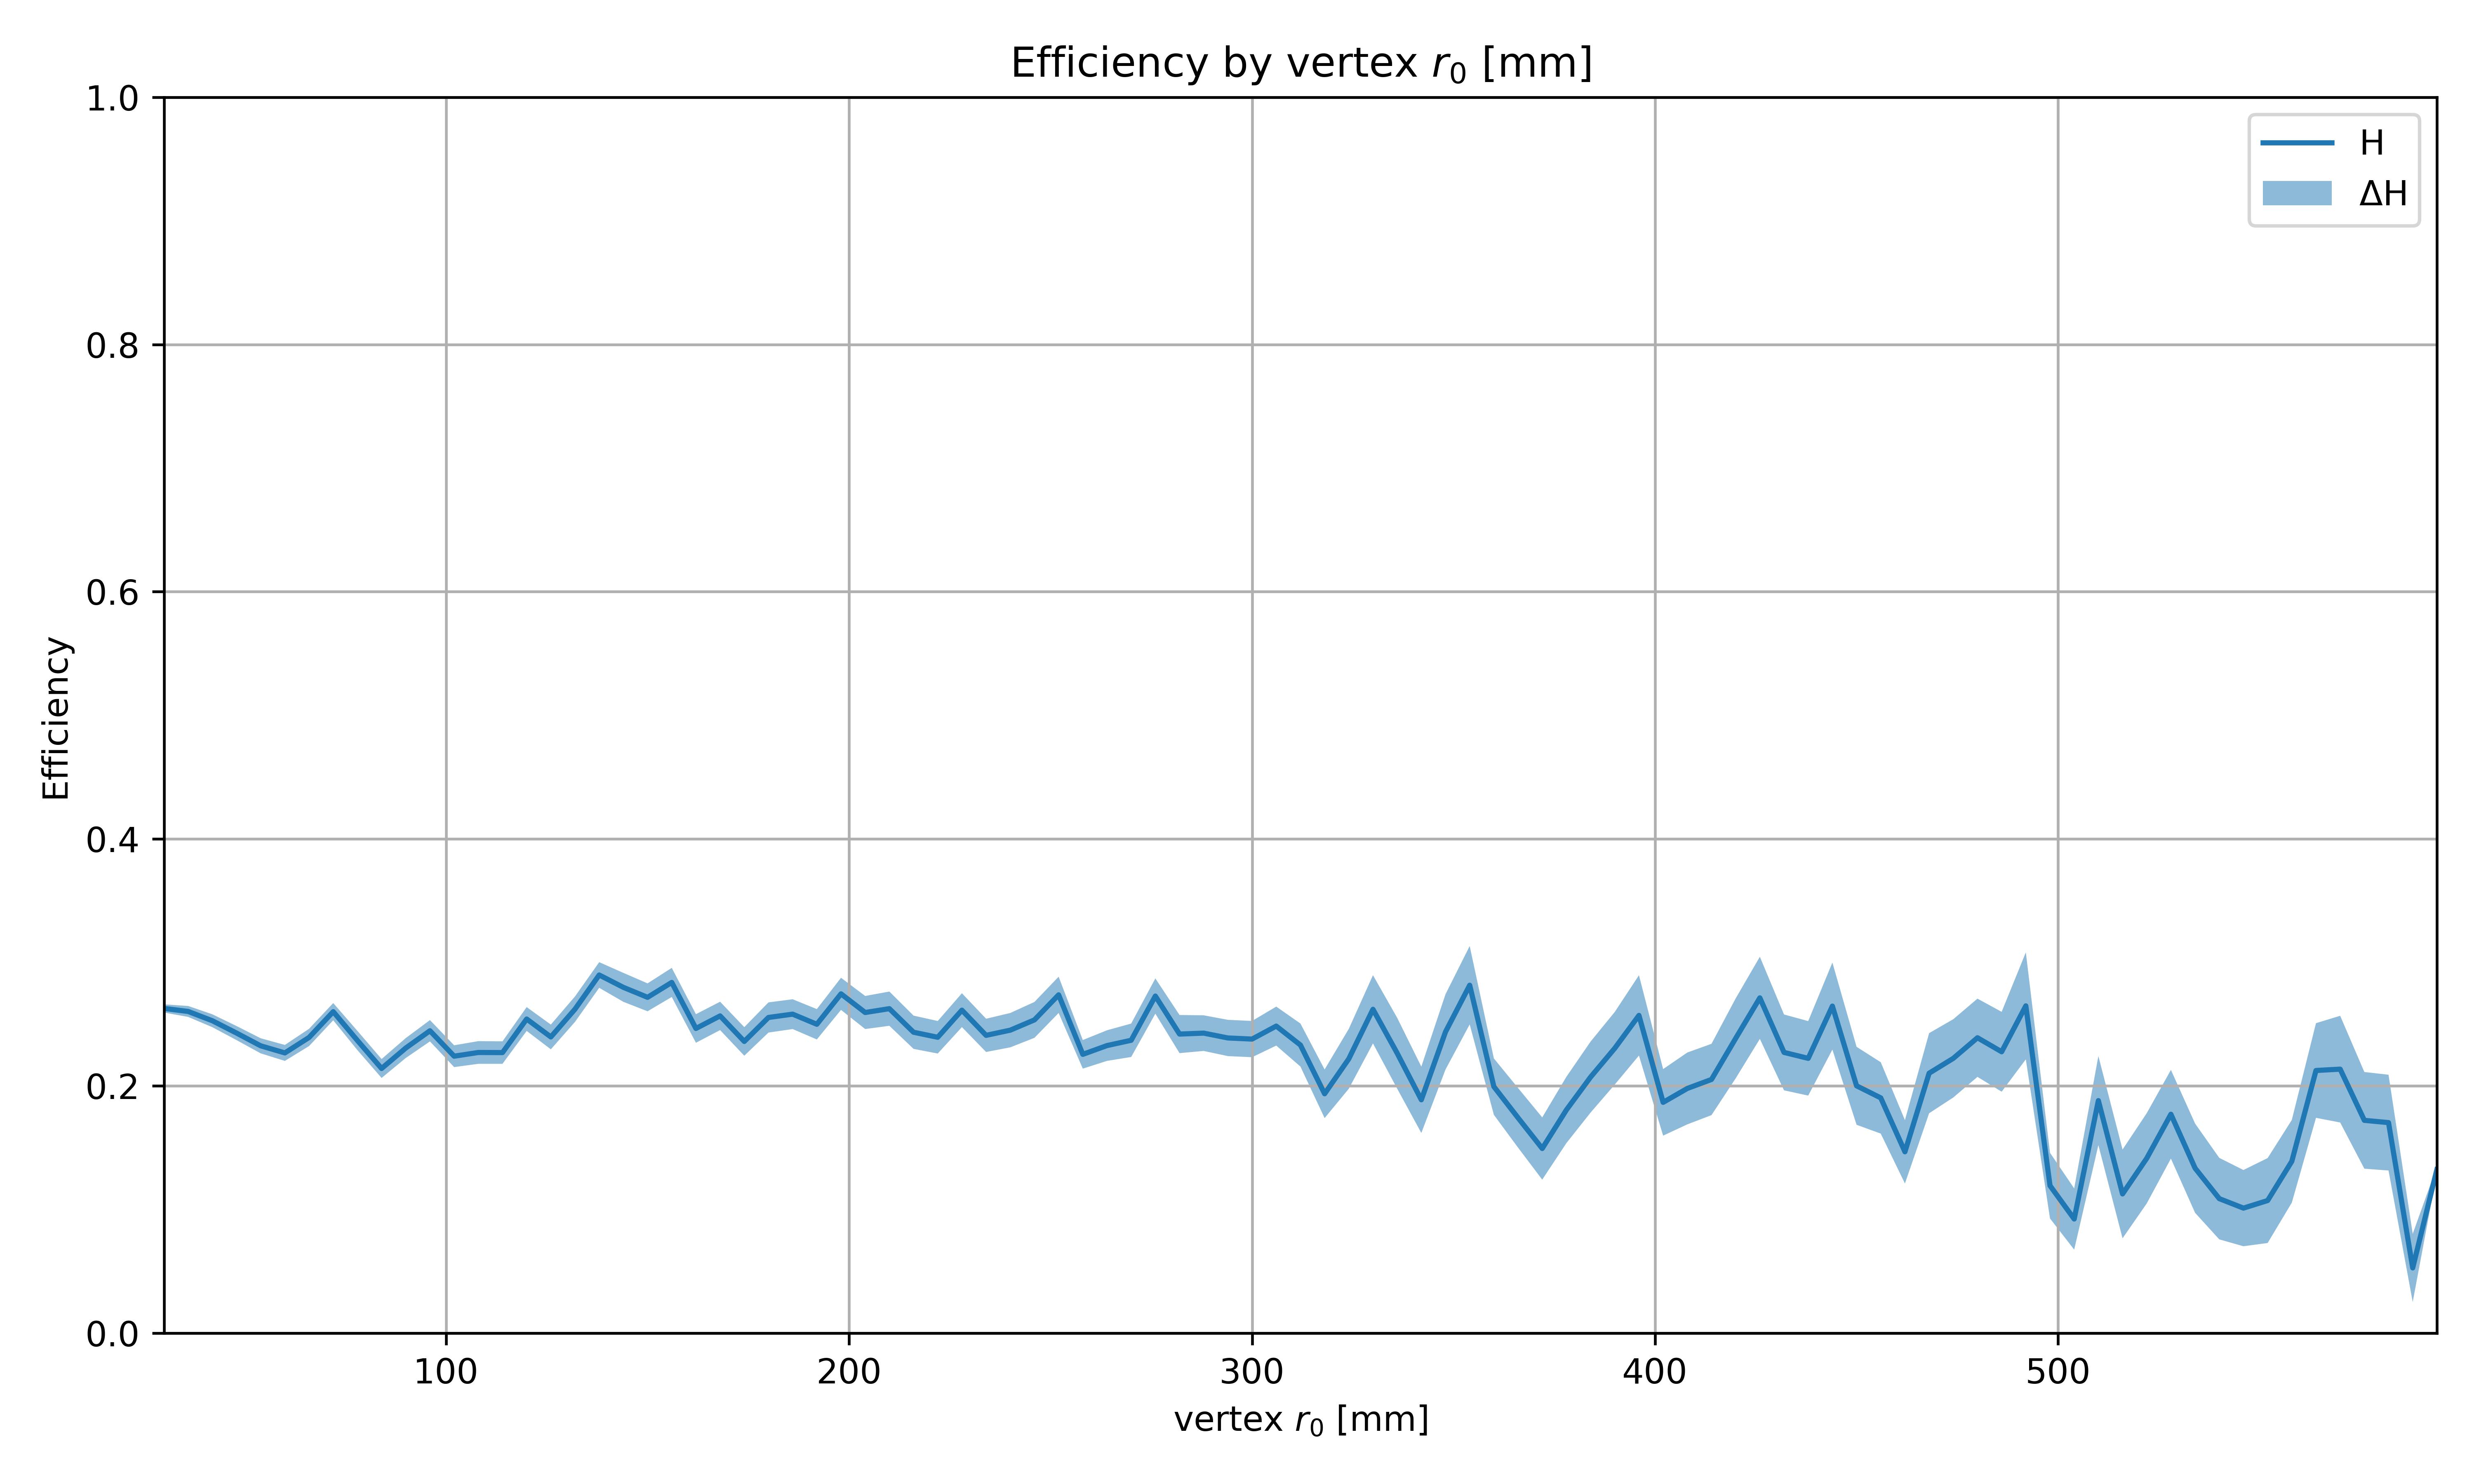 Efficiency by vertex r₀ [mm]
H
ΔH
1.0
0.8
0.6
0.4
0.2
0.0
Efficiency
100 200 300 400 500
vertex r₀ [mm]